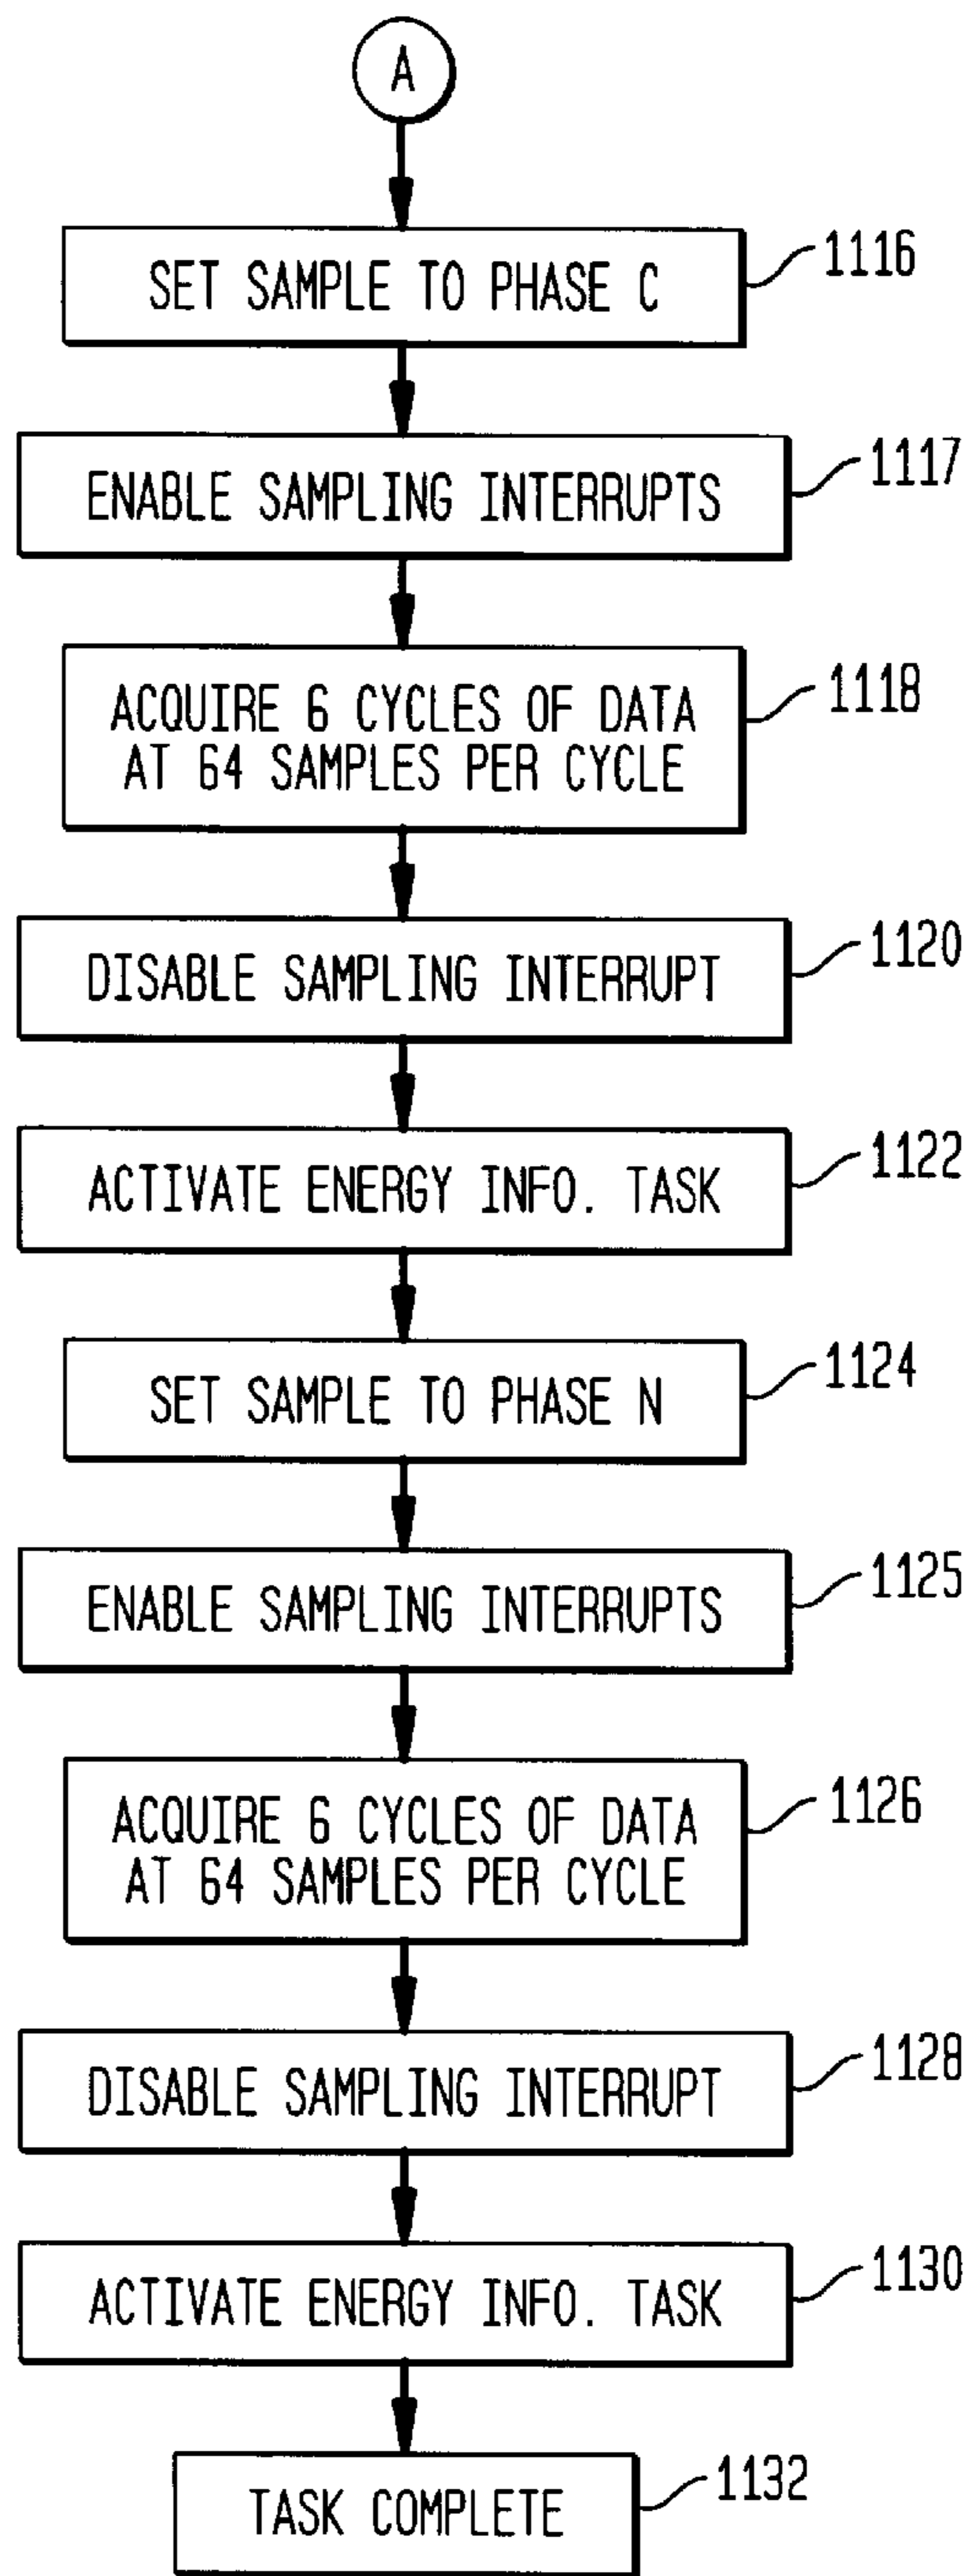 A
SET SAMPLE TO PHASE C
1116
ENABLE SAMPLING INTERRUPTS
1117
ACQUIRE 6 CYCLES OF DATA
AT 64 SAMPLES PER CYCLE
1118
DISABLE SAMPLING INTERRUPT
1120
ACTIVATE ENERGY INFO. TASK
1122
SET SAMPLE TO PHASE N
1124
ENABLE SAMPLING INTERRUPTS
1125
ACQUIRE 6 CYCLES OF DATA
AT 64 SAMPLES PER CYCLE
1126
DISABLE SAMPLING INTERRUPT
1128
ACTIVATE ENERGY INFO. TASK
1130
TASK COMPLETE
1132